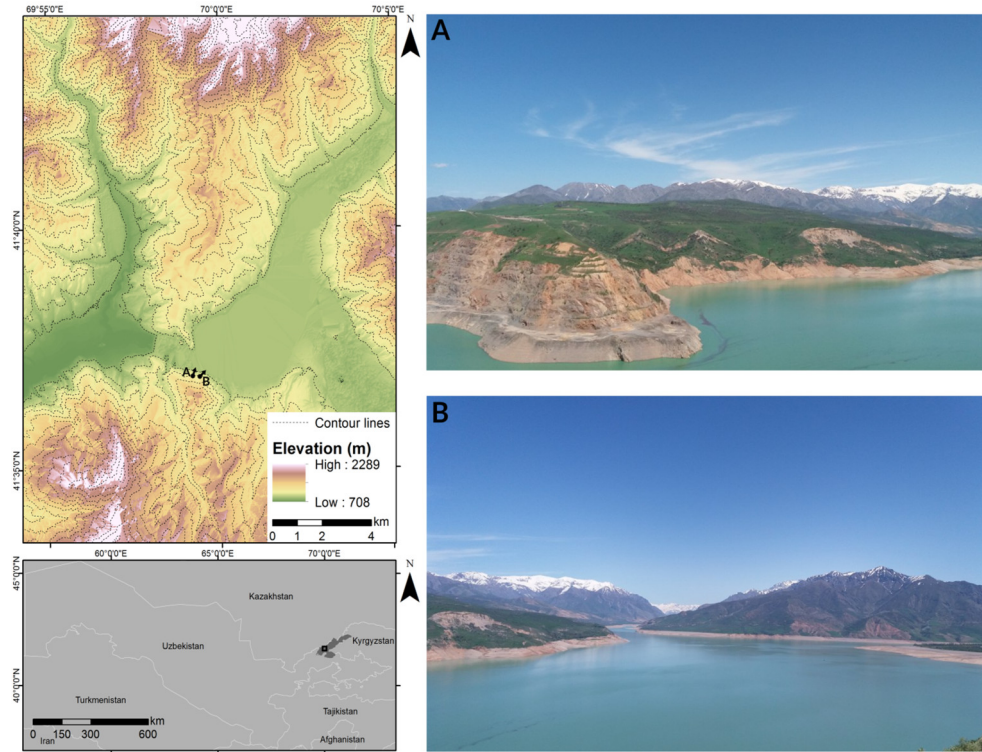 69°55'0"E
70°0'0"E
70°5'0"E
N
41°40'0"N
41°35'0"N
A
B
Contour lines
Elevation (m)
High : 2289
Low : 708
km
0 1 2 4
60°0'0"E
65°0'0"E
70°0'0"E
N
45°0'0"N
40°0'0"N
Kazakhstan
Uzbekistan
Kyrgyzstan
Turkmenistan
Tajikistan
Afghanistan
Iran
km
0 150 300 600
A
B